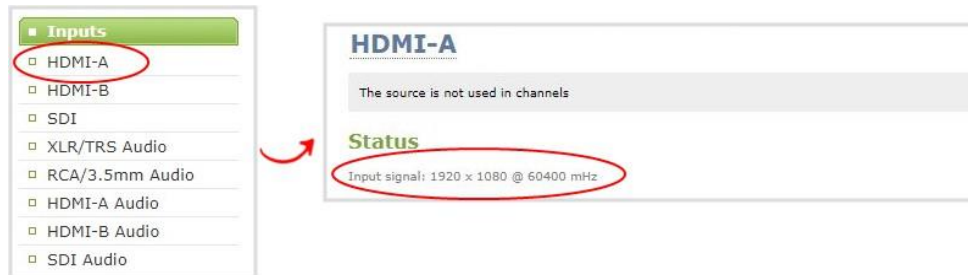 Inputs
HDMI-A
HDMI-B
SDI
XLR/TRS Audio
RCA/3.5mm Audio
HDMI-A Audio
HDMI-B Audio
SDI Audio
HDMI-A
The source is not used in channels
Status
Input signal: 1920 x 1080 @ 60400 mHz